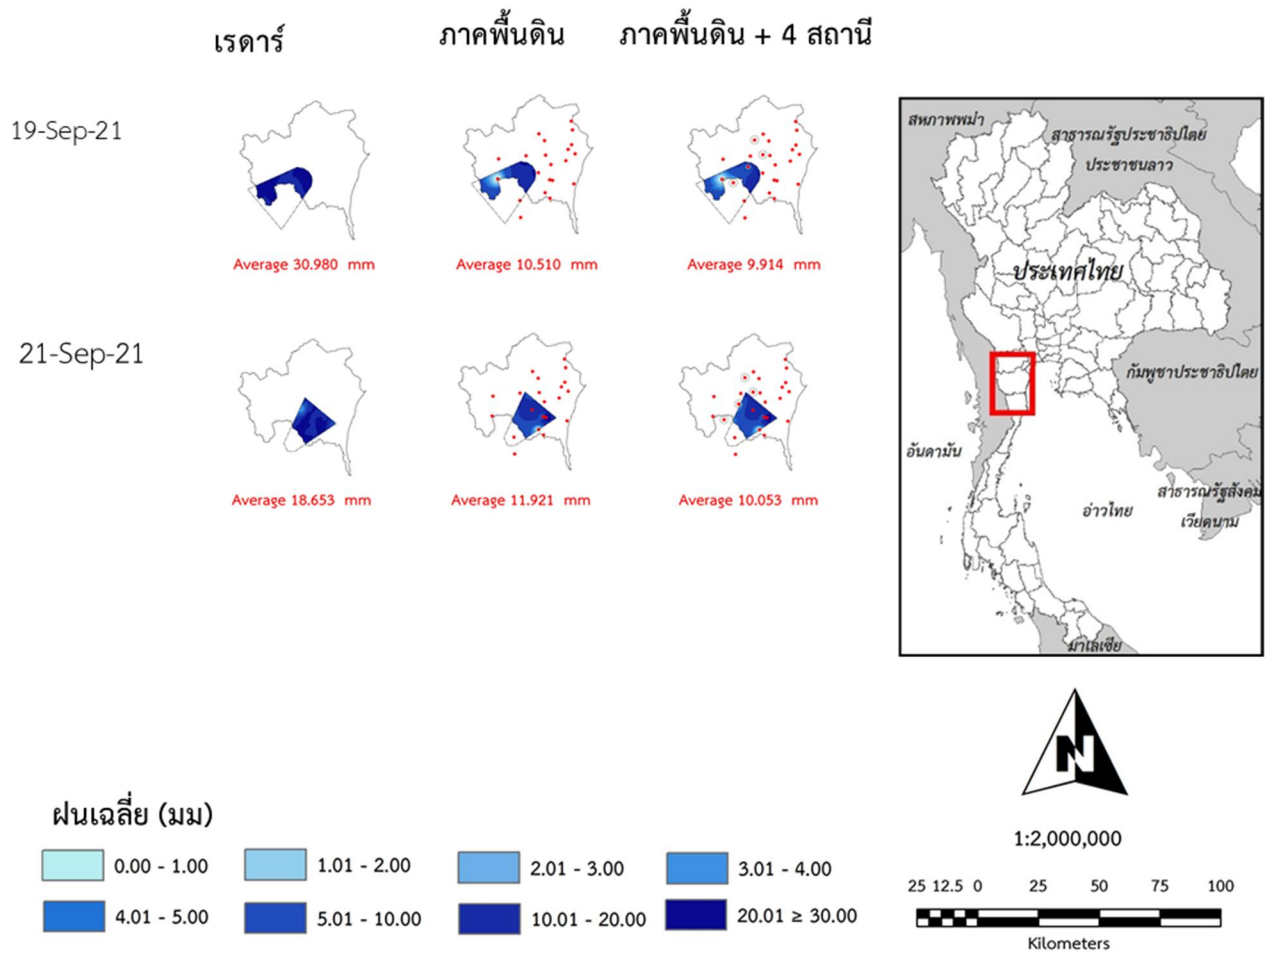 เรดาร์ ภาคพื้นดิน ภาคพื้นดิน + 4 สถานี
19-Sep-21
Average 30.980 mm Average 10.510 mm Average 9.914 mm
21-Sep-21
Average 18.653 mm Average 11.921 mm Average 10.053 mm
สหภาพพม่า
สาธารณรัฐประชาธิปไตย
ประชาชนลาว
ประเทศไทย
กัมพูชาประชาธิปไตย
อันดามัน
สาธารณรัฐสังคม
เวียดนาม
อ่าวไทย
มาเลเซีย
N
1:2,000,000
25 12.5 0 25 50 75 100
Kilometers
ฝนเฉลี่ย (มม)
0.00 - 1.00 1.01 - 2.00 2.01 - 3.00 3.01 - 4.00
4.01 - 5.00 5.01 - 10.00 10.01 - 20.00 20.01 ≥ 30.00